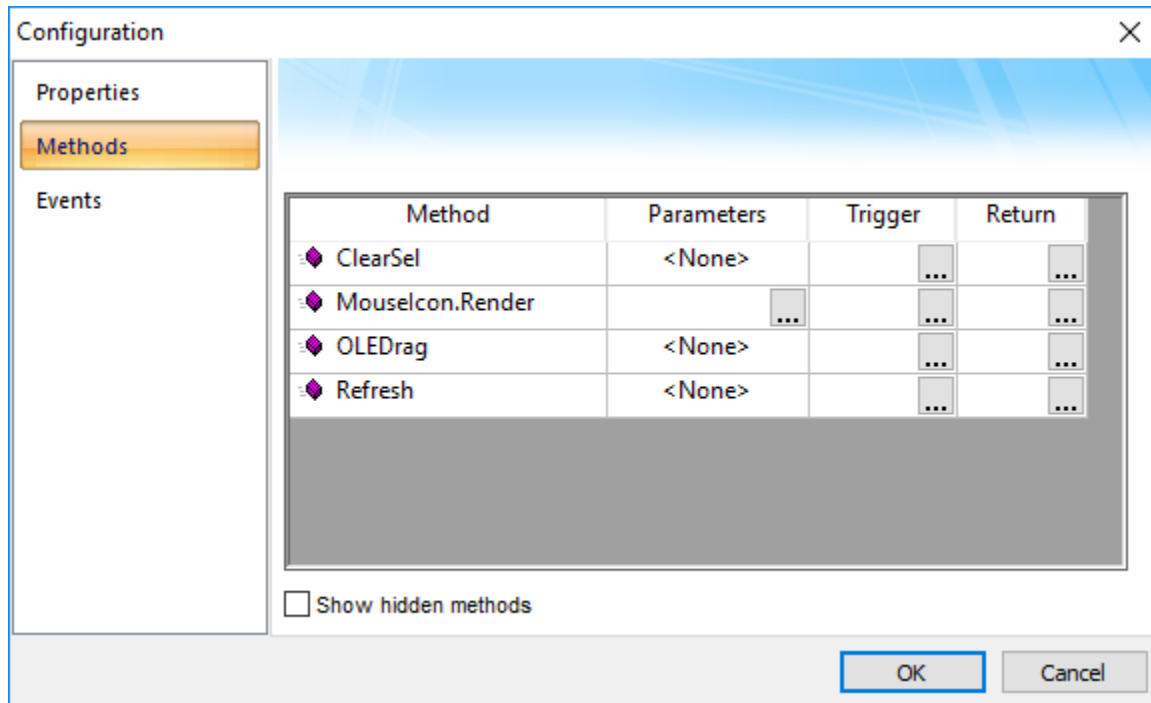 Configuration
Properties
Methods
Events
Method Parameters Trigger Return
ClearSel <None> ... ...
MouseIcon.Render ... ... ...
OLEDrag <None> ... ...
Refresh <None> ... ...
Show hidden methods
OK Cancel